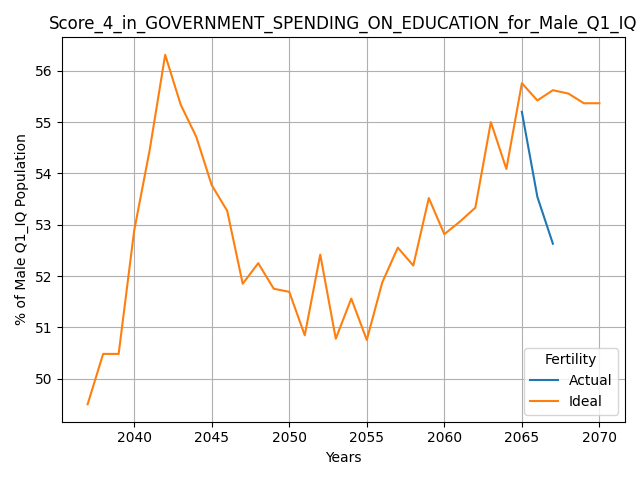 Score_4_in_GOVERNMENT_SPENDING_ON_EDUCATION_for_Male_Q1_IQ
% of Male Q1_IQ Population
56
55
54
53
52
51
50
2040 2045 2050 2055 2060 2065 2070
Years
Fertility
Actual
Ideal